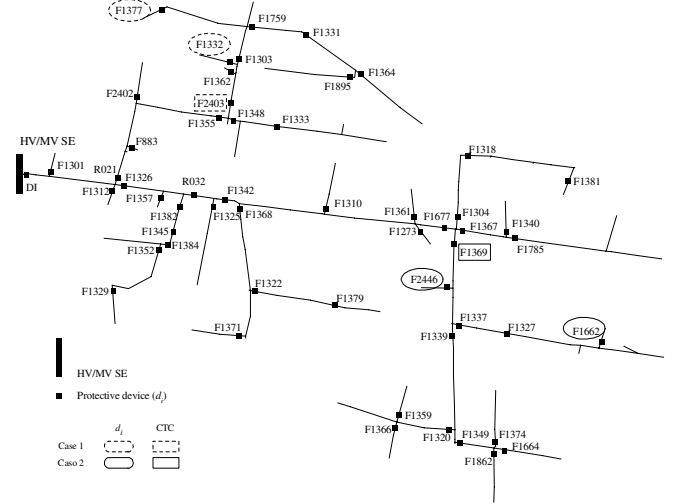 F1377
F1759
F1331
F1332
F1303
F1362
F1364
F1895
F2402
F2403
F1348
F1355
F1333
F883
HV/MV SE
F1318
F1301
R021
F1326
F1381
DI
F1312
R032
F1342
F1357
F1310
F1382
F1325
F1368
F1361
F1304
F1677
F1340
F1345
F1273
F1367
F1352
F1384
F1785
F1369
F2446
F1329
F1322
F1379
F1337
F1371
F1339
F1327
F1662
HV/MV SE
Protective device (di)
F1359
di CTC
F1366
F1320
F1349
F1374
Case 1
F1664
Caso 2
F1862